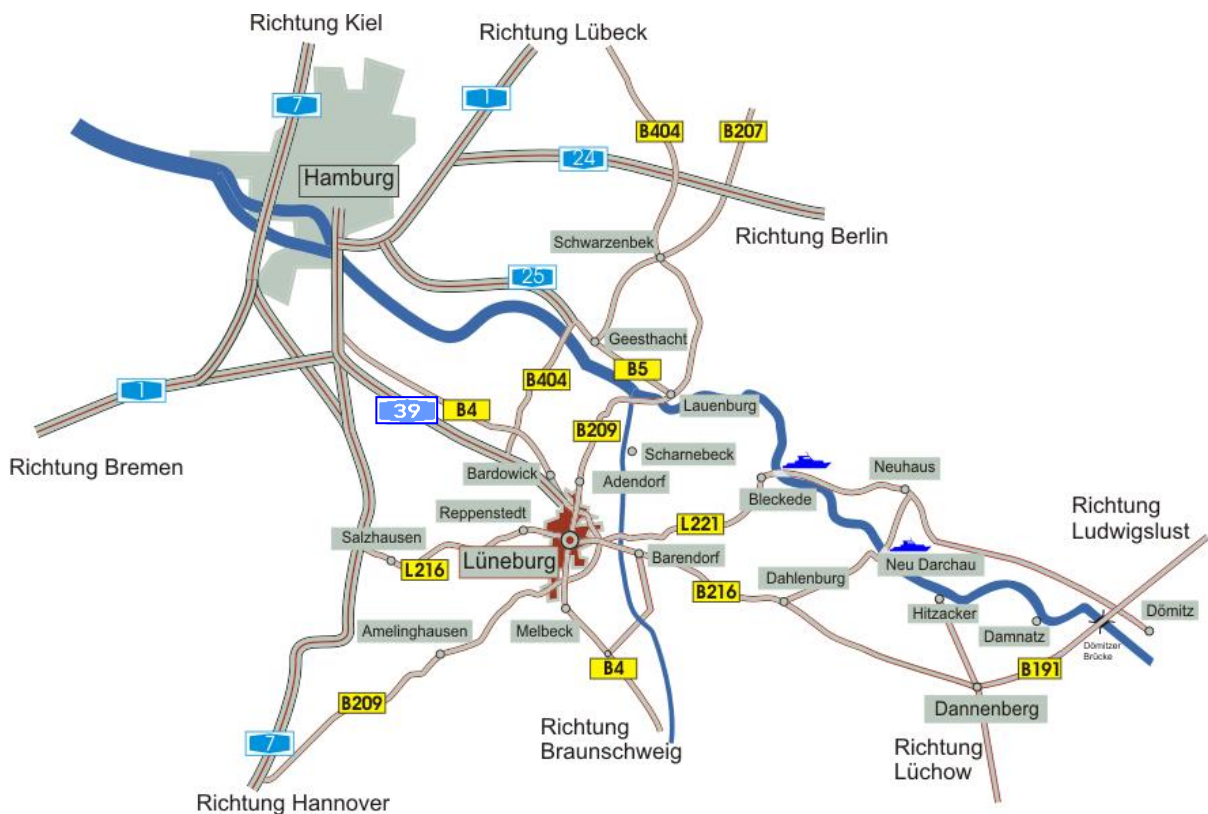 Richtung Kiel
Richtung Lübeck
7
1
B404
B207
24
Hamburg
Richtung Berlin
Schwarzenbek
25
Geesthacht
B5
1
39
B4
B404
Lauenburg
B209
Richtung Bremen
Scharnebeck
Bardowick
Adendorf
Neuhaus
Bleckede
Reppenstedt
L221
Richtung
Ludwigslust
Salzhausen
Lüneburg
L216
Barendorf
Neu Darchau
B216
Dahlenburg
Hitzacker
Dömitz
Amelinghausen
Melbeck
Damnatz
Dömitzer
Brücke
B4
B191
B209
Dannenberg
Richtung
Braunschweig
7
Richtung
Lüchow
Richtung Hannover